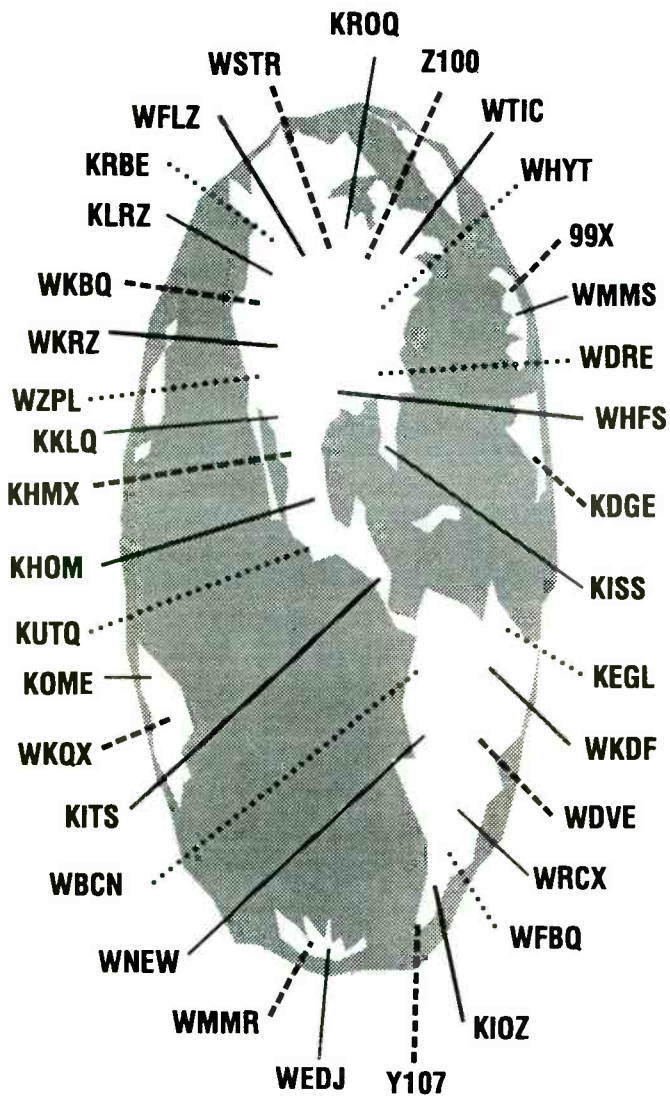 KROQ
WSTR
Z100
WFLZ
WTIC
KRBE
WHYT
KLRZ
99X
WKBQ
WMMS
WKRZ
WDRE
WZPL
WHFS
KKLQ
KHMX
KDGE
KHOM
KISS
KUTQ
KEGL
KOME
WKDF
WKQX
KITS
WDVE
WBCN
WRCX
WFBQ
WNEW
WMMR
KIOZ
WEDJ
Y107